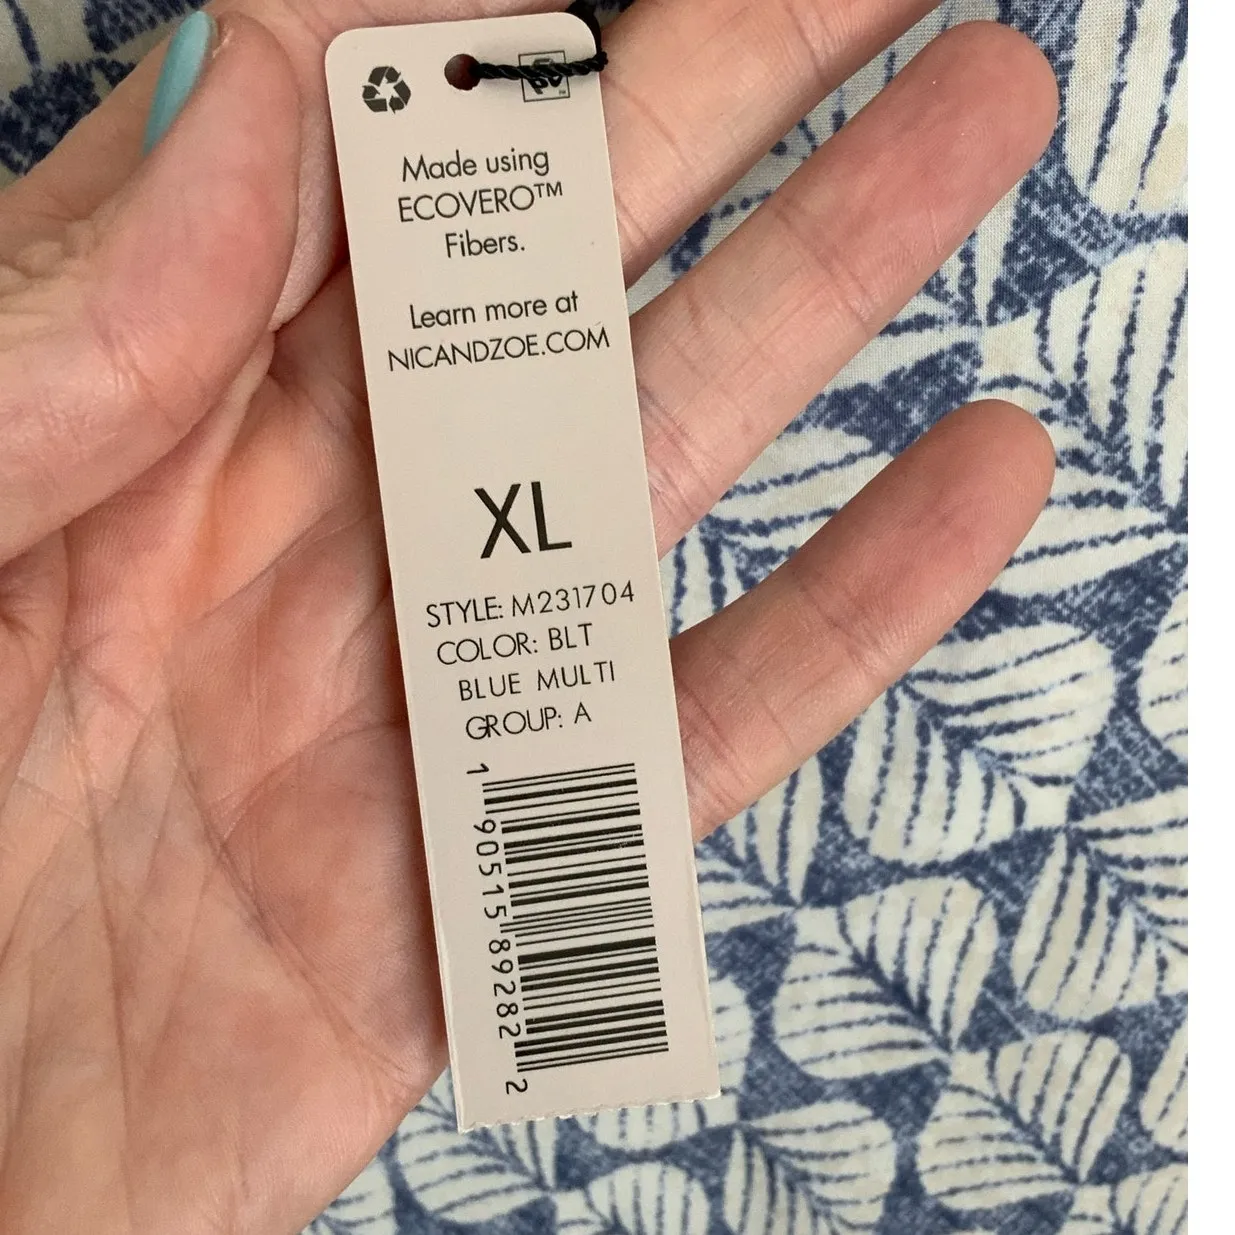 Made using
ECOVERO™
Fibers.
Learn more at
NICANDZOE.COM
XL
STYLE: M231704
COLOR: BLT
BLUE MULTI
GROUP: A
1 90515 89282 2